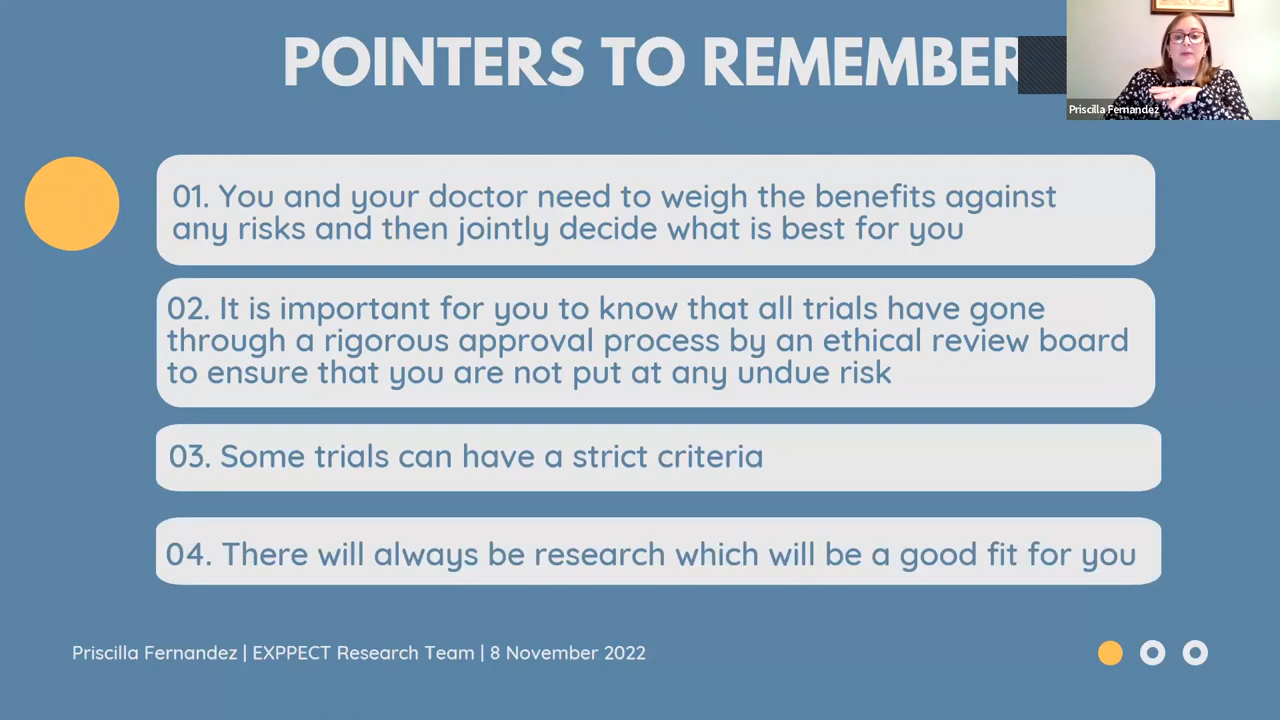 POINTERS TO REMEMBER
Priscilla Fernandez
01. You and your doctor need to weigh the benefits against
any risks and then jointly decide what is best for you
02. It is important for you to know that all trials have gone
through a rigorous approval process by an ethical review board
to ensure that you are not put at any undue risk
03. Some trials can have a strict criteria
04. There will always be research which will be a good fit for you
Priscilla Fernandez | EXPPECT Research Team | 8 November 2022